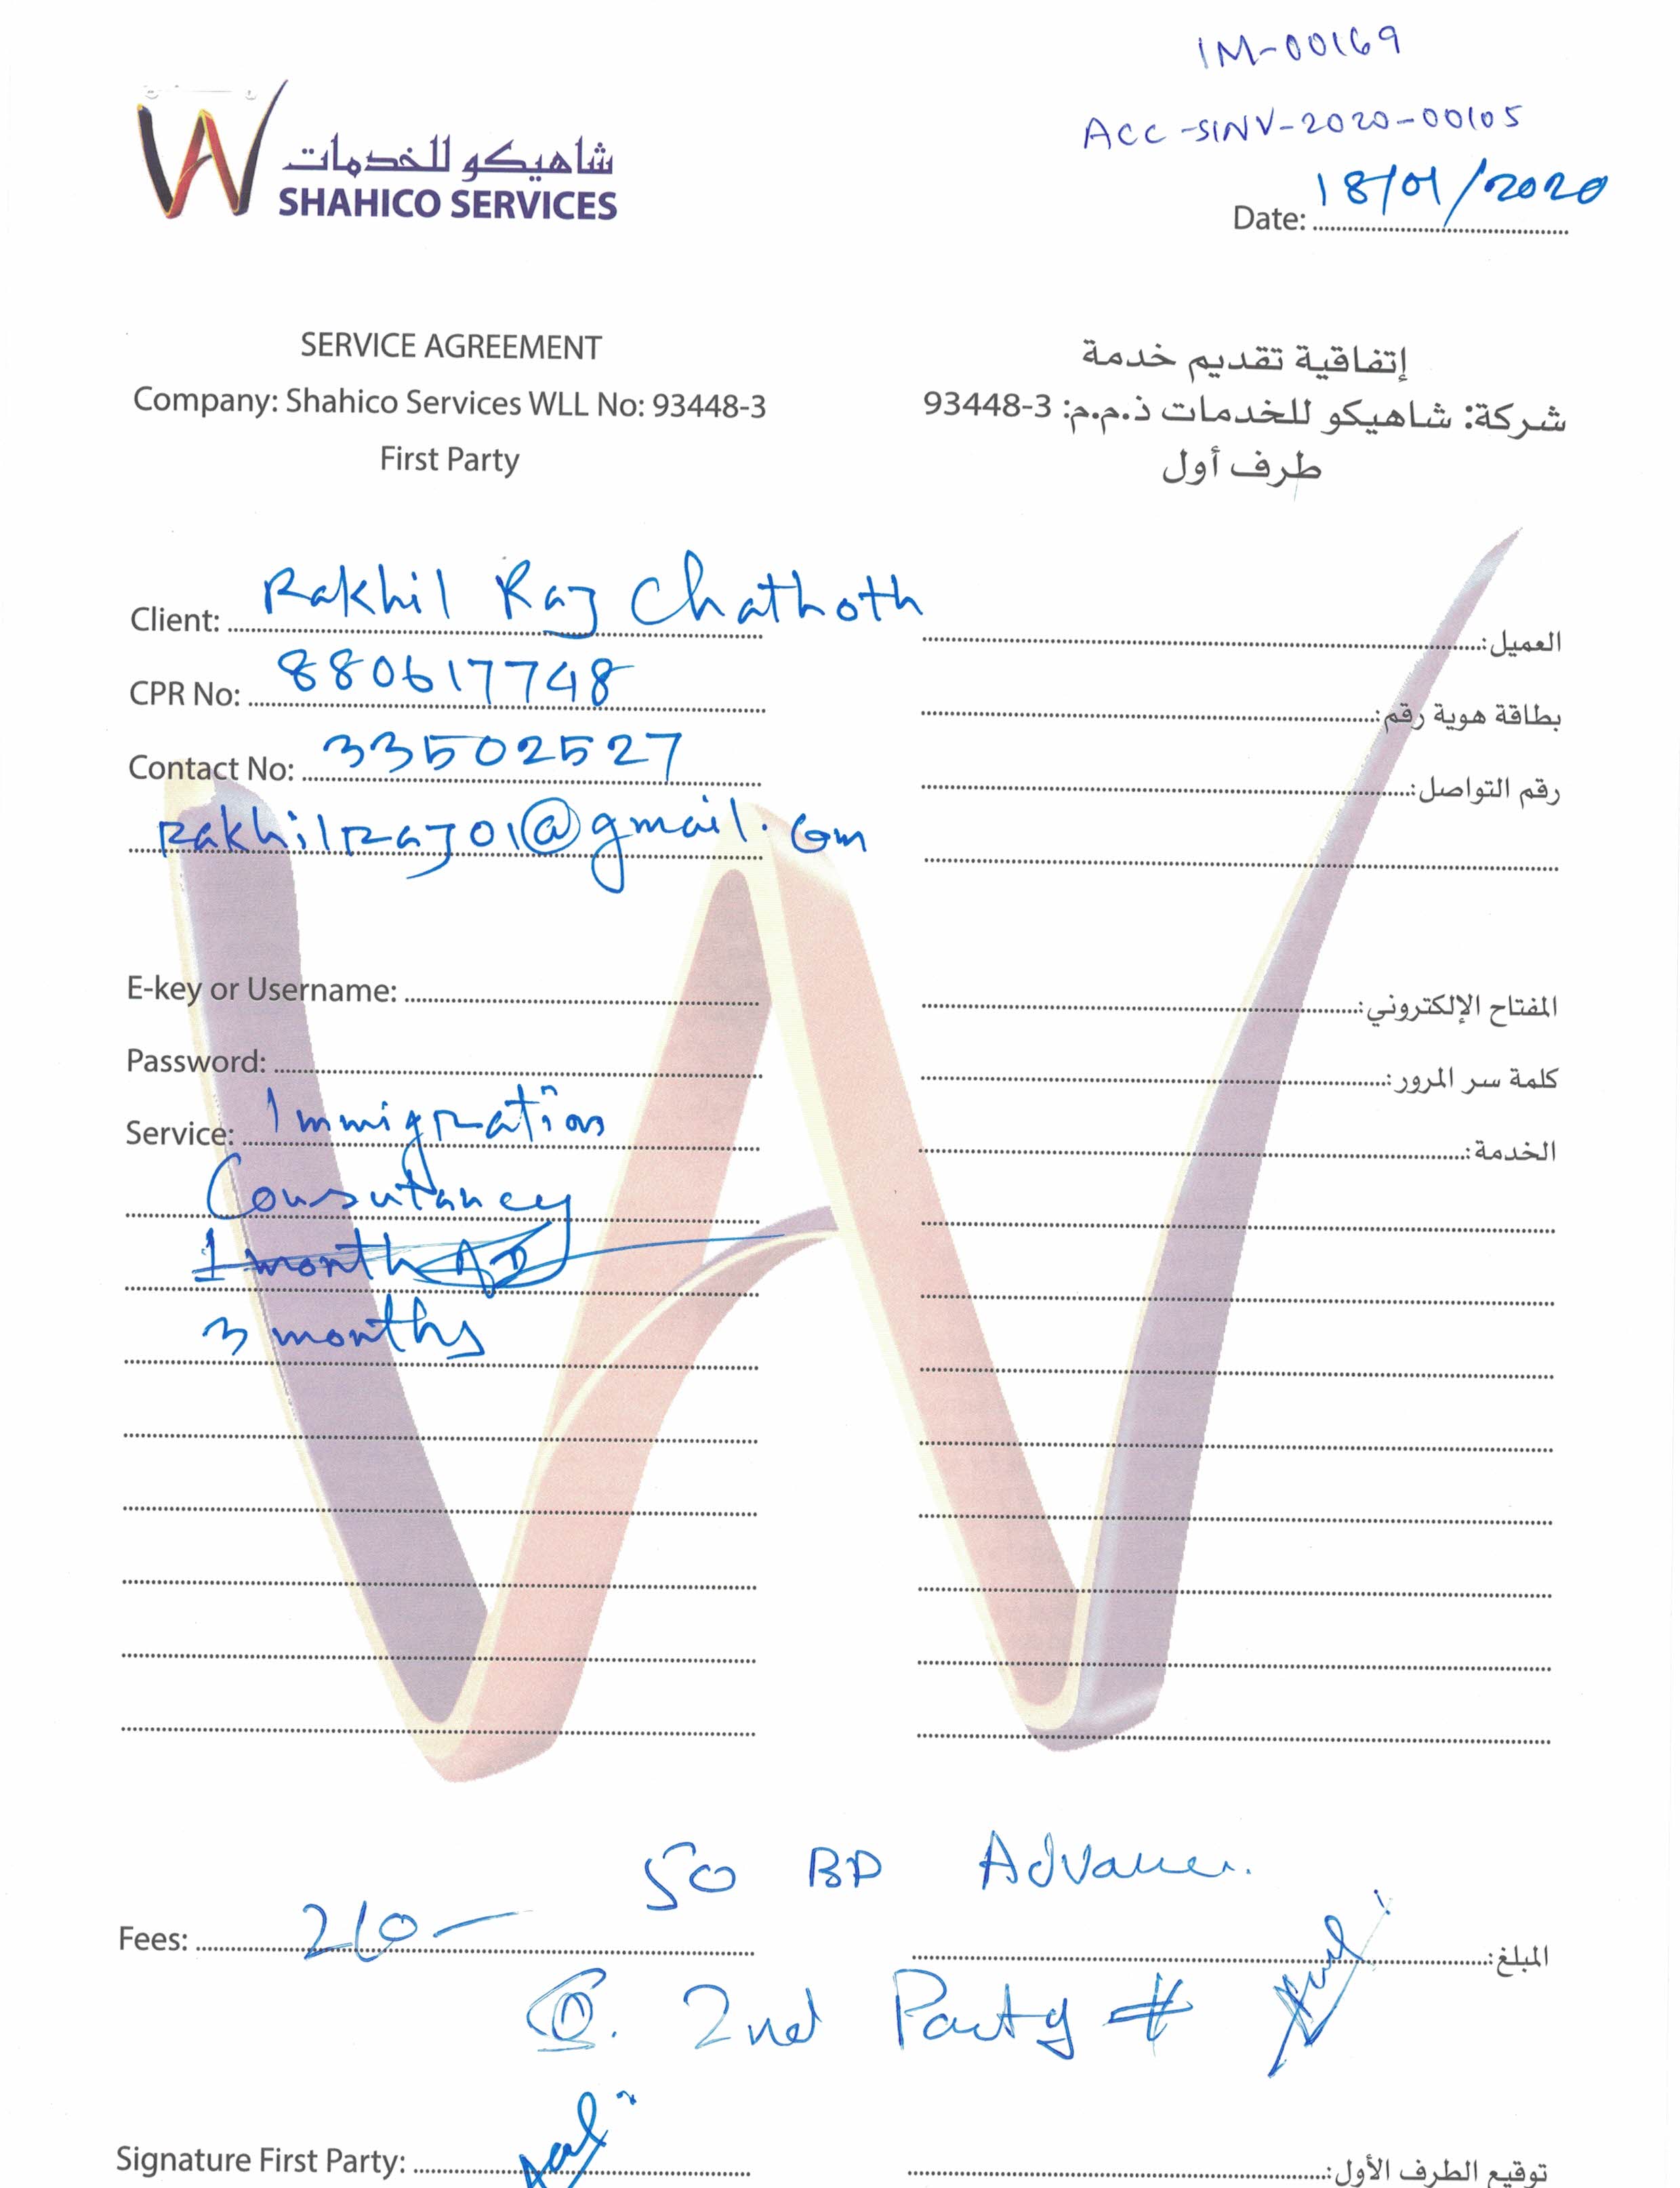 IM-00169
ACC-SINV-2020-00105
شاهيكو للخدمات
SHAHICO SERVICES
Date: 18/01/2020
SERVICE AGREEMENT
إتفاقية تقديم خدمة
Company: Shahico Services WLL No: 93448-3
شركة: شاهيكو للخدمات ذ.م.م: 3-93448
First Party
طرف أول
Client: Rakhil Raj Chathoth
العميل:
CPR No: 880617748
بطاقة هوية رقم:
Contact No: 33502527
رقم التواصل:
rakhilraj01@gmail.com
E-key or Username:
المفتاح الإلكتروني:
Password:
كلمة سر المرور:
Service: Immigration
الخدمة:
Consutancy
1 month
3 months
50 BD Advance.
Fees: 210-
المبلغ:
2nd Party #
Signature First Party:
توقيع الطرف الأول: